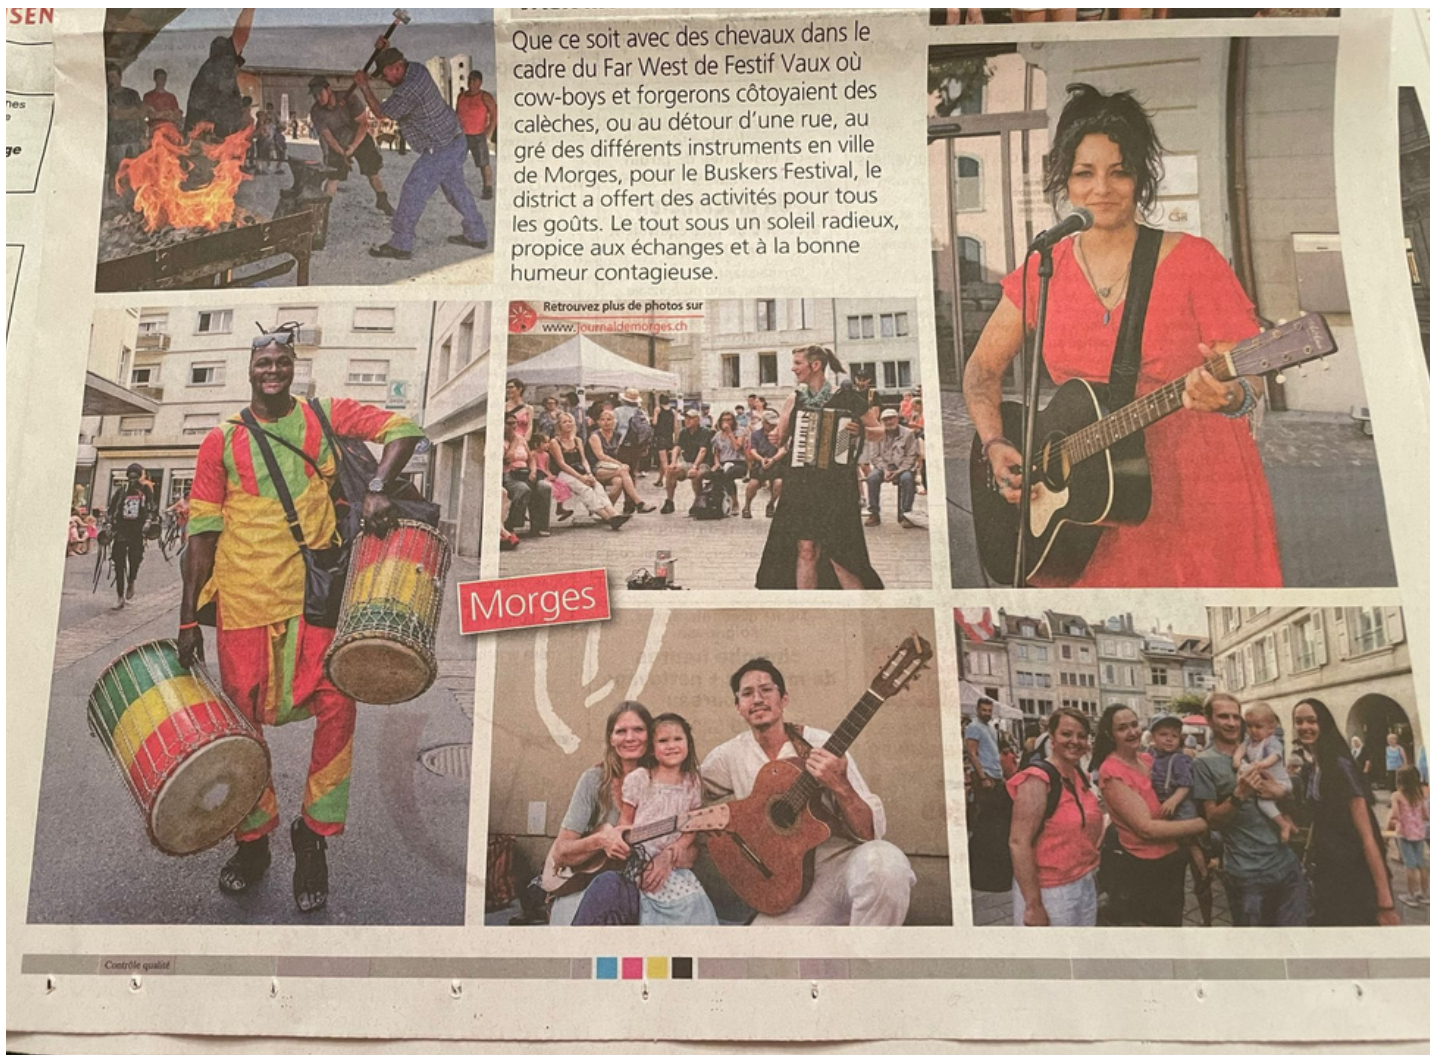 SEN
ge
Que ce soit avec des chevaux dans le
cadre du Far West de Festif Vaux où
cow-boys et forgerons côtoyaient des
calèches, ou au détour d'une rue, au
gré des différents instruments en ville
de Morges, pour le Buskers Festival, le
district a offert des activités pour tous
les goûts. Le tout sous un soleil radieux,
propice aux échanges et à la bonne
humeur contagieuse.
Retrouvez plus de photos sur
www.journaldemorges.ch
Morges
Contrôle qualité